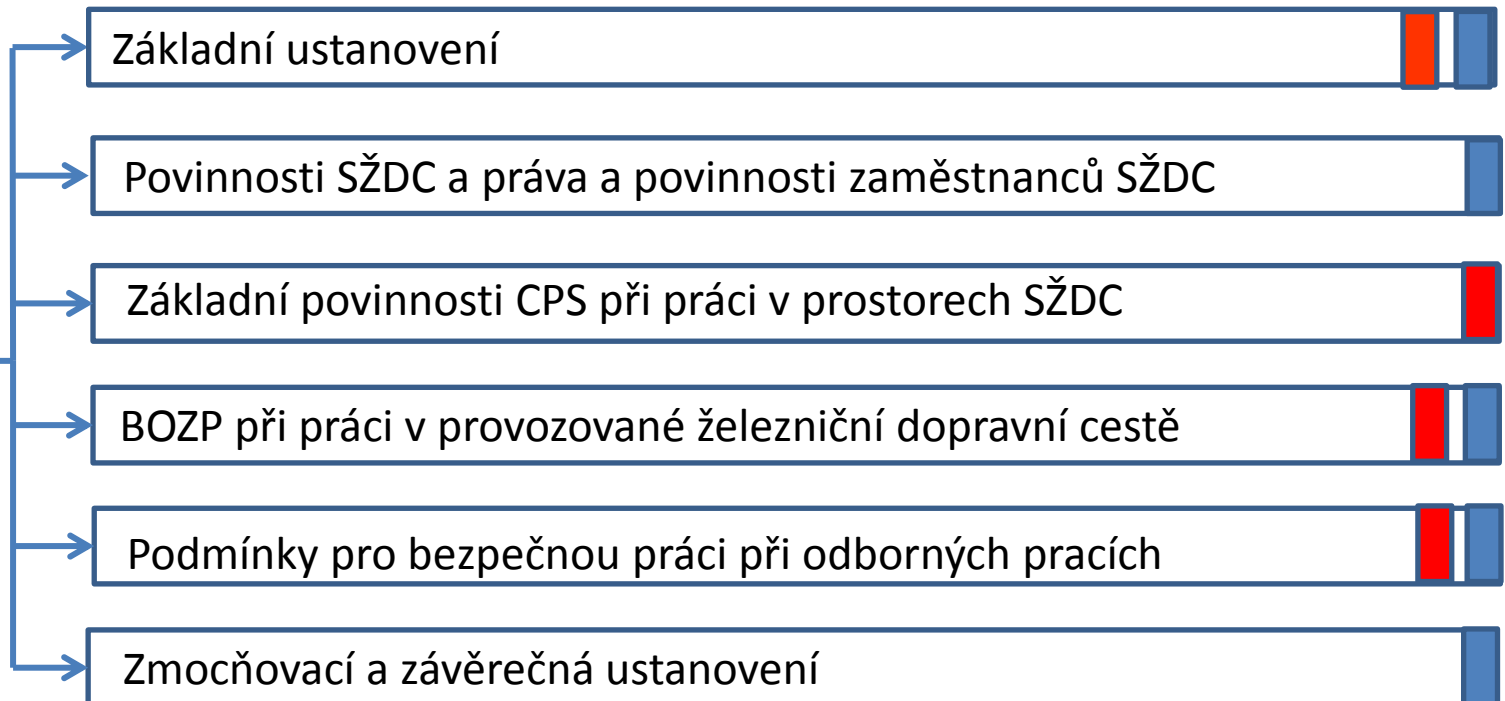 Základní ustanovení
Povinnosti SŽDC a práva a povinnosti zaměstnanců SŽDC
Základní povinnosti CPS při práci v prostorech SŽDC
BOZP při práci v provozované železniční dopravní cestě
Podmínky pro bezpečnou práci při odborných pracích
Zmocňovací a závěrečná ustanovení